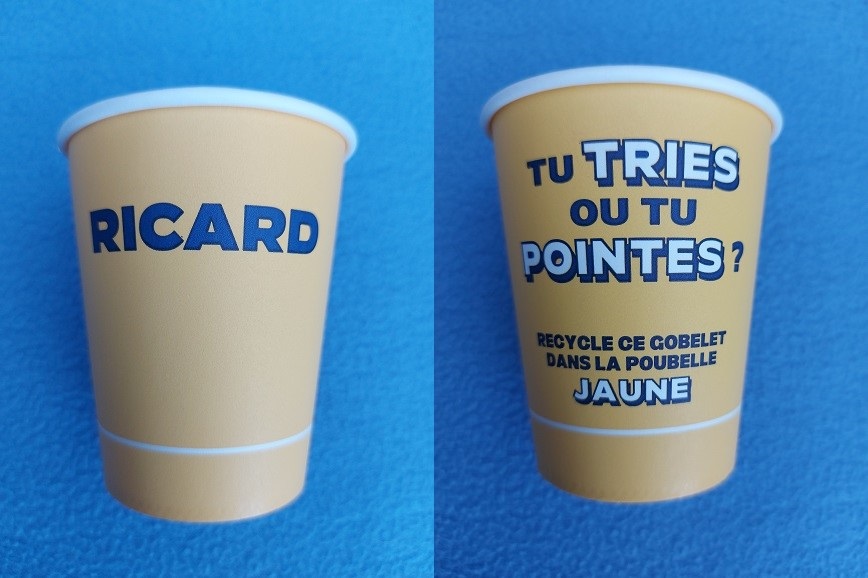 RICARD
TU TRIES
OU TU
POINTES ?
RECYCLE CE GOBELET
DANS LA POUBELLE
JAUNE